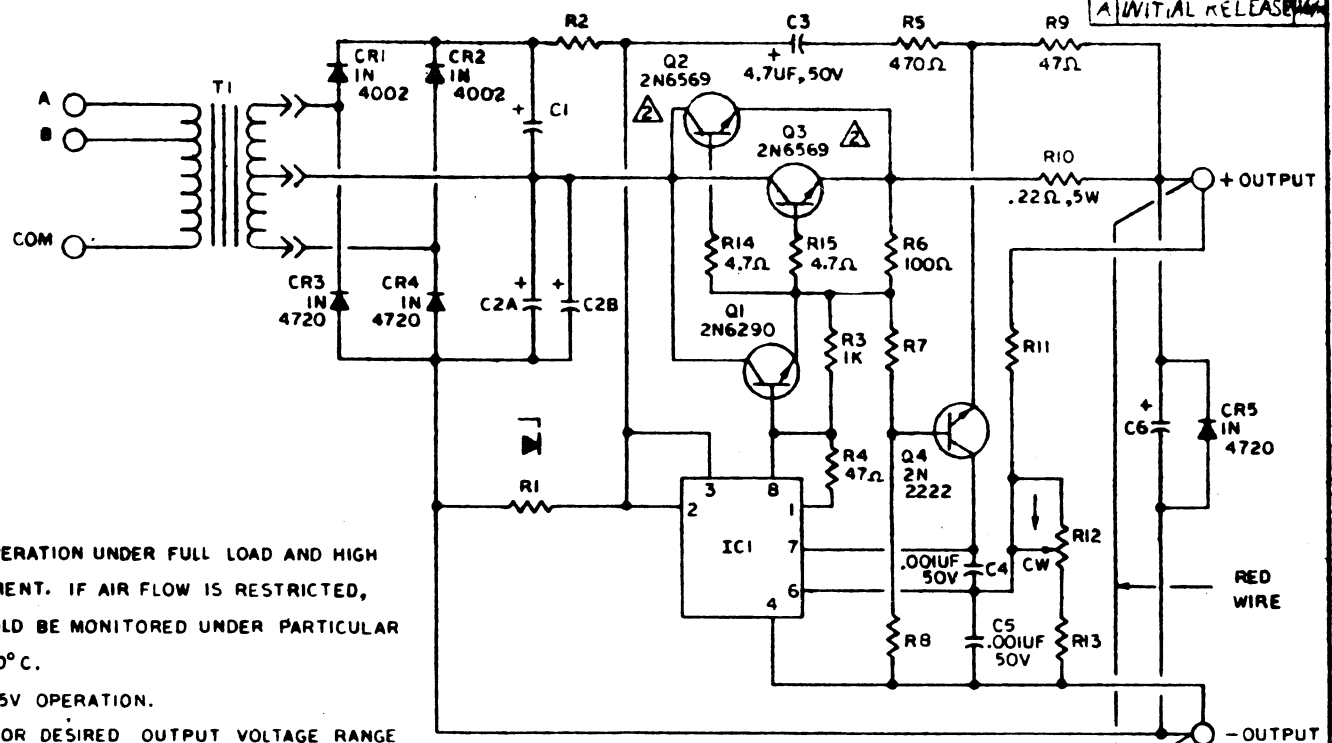 A INITIAL RELEASE
R2
C3
R5
R9
+
4.7UF, 50V
470Ω
47Ω
CR1
IN
4002
CR2
IN
4002
Q2
2N6569
2
T1
A
B
COM
+
C1
Q3
2N6569
2
R10
.22Ω, 5W
+ OUTPUT
R14
4.7Ω
R15
4.7Ω
R6
100Ω
CR3
IN
4720
CR4
IN
4720
+
C2A
+
C2B
Q1
2N6290
R3
1K
R7
R11
+
C6
CR5
IN
4720
R4
47Ω
Q4
2N
2222
R1
2
3
8
1
7
6
4
IC1
.001UF
50V
C4
CW
R12
RED
WIRE
R8
C5
.001UF
50V
R13
- OUTPUT
PERATION UNDER FULL LOAD AND HIGH
MENT. IF AIR FLOW IS RESTRICTED,
LD BE MONITORED UNDER PARTICULAR
0°C.
5V OPERATION.
OR DESIRED OUTPUT VOLTAGE RANGE